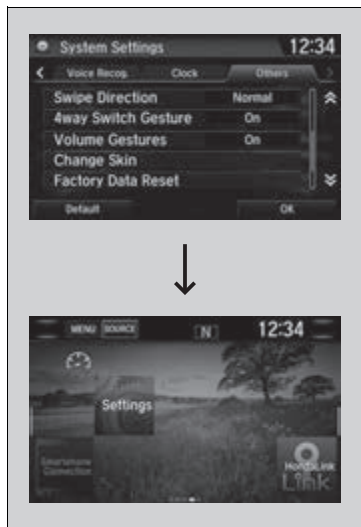 System Settings 12:34
Voice Recog. Clock Others
Swipe Direction Normal
4way Switch Gesture On
Volume Gestures On
Change Skin
Factory Data Reset
Default OK
MENU SOURCE N 12:34
Settings
Smartphone
Connection
HondaLink
Link